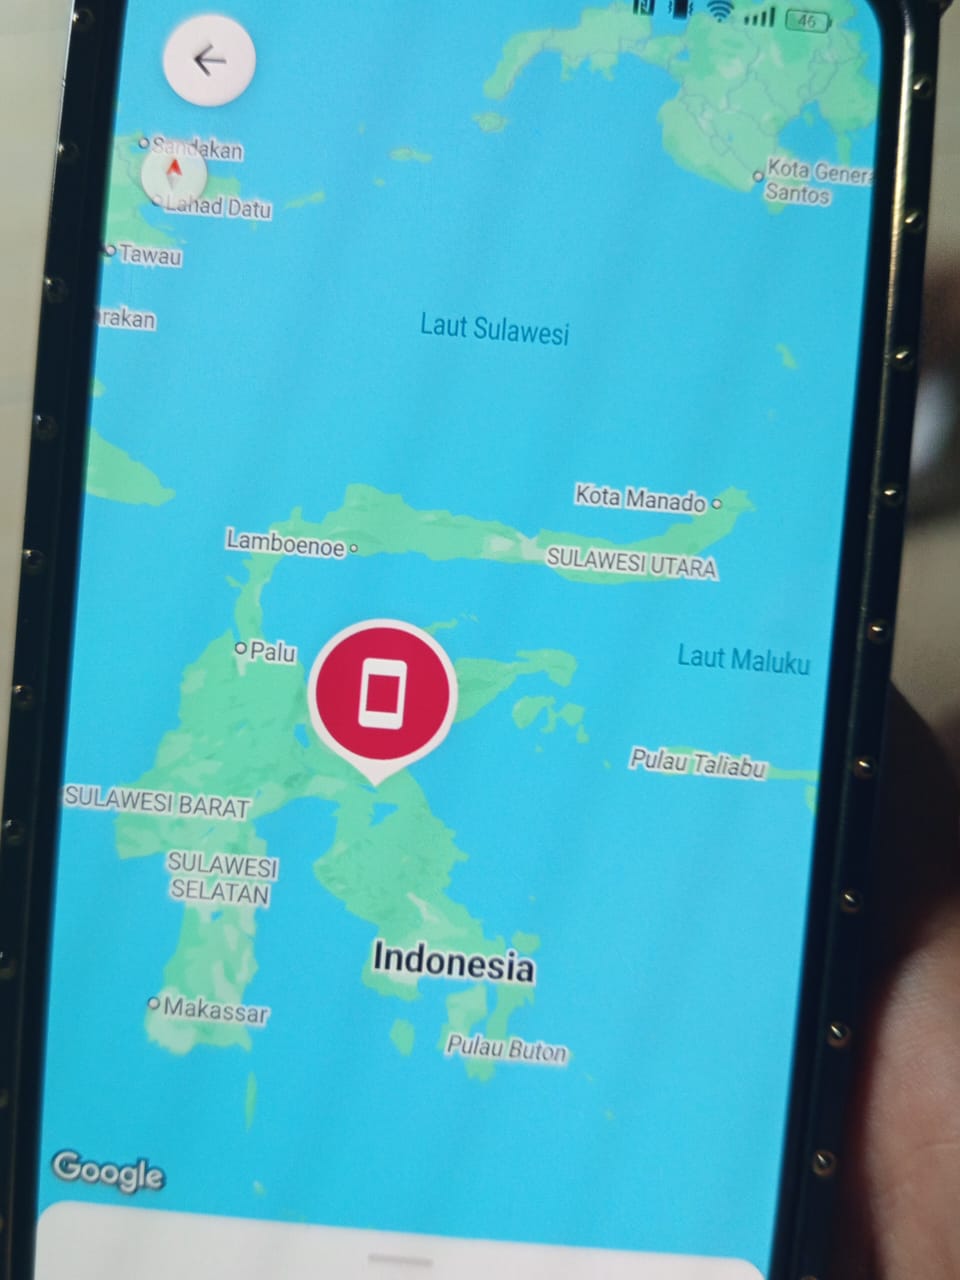 46
Sandakan
Kota Genera
Santos
Lahad Datu
Tawau
arakan
Laut Sulawesi
Kota Manado
Lamboenoe
SULAWESI UTARA
Palu
Laut Maluku
Pulau Taliabu
SULAWESI BARAT
SULAWESI
SELATAN
Indonesia
Makassar
Pulau Buton
Google